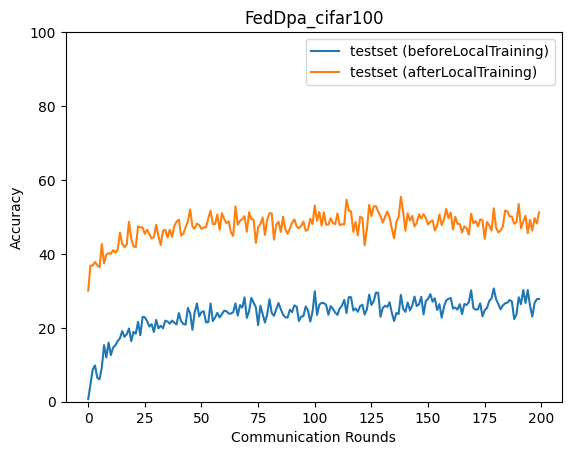 FedDpa_cifar100
testset (beforeLocalTraining)
testset (afterLocalTraining)
Accuracy
100
80
60
40
20
0
0 25 50 75 100 125 150 175 200
Communication Rounds